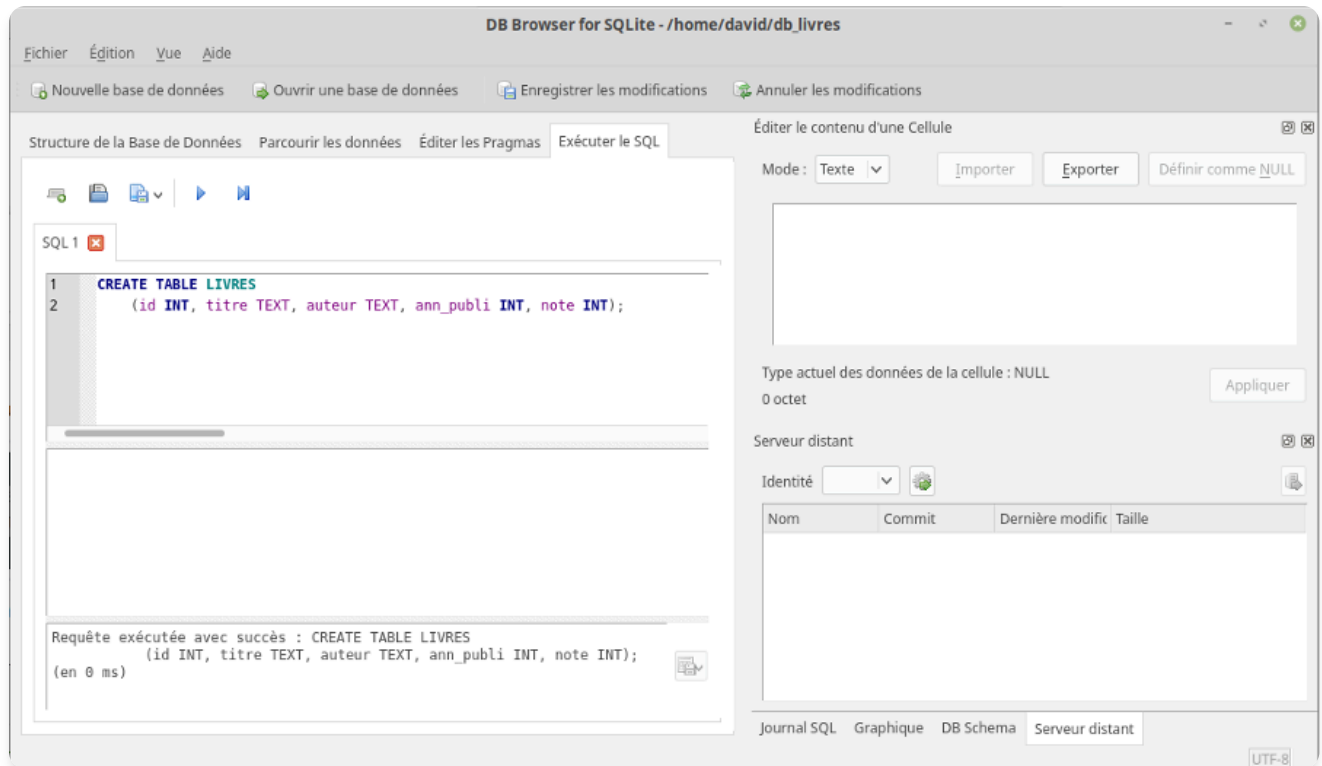 DB Browser for SQLite - /home/david/db_livres
Fichier Édition Vue Aide
Nouvelle base de données Ouvrir une base de données Enregistrer les modifications Annuler les modifications
Structure de la Base de Données Parcourir les données Éditer les Pragmas Exécuter le SQL
SQL 1
1 CREATE TABLE LIVRES
2 (id INT, titre TEXT, auteur TEXT, ann_publi INT, note INT);
Requête exécutée avec succès : CREATE TABLE LIVRES
(id INT, titre TEXT, auteur TEXT, ann_publi INT, note INT);
(en 0 ms)
Éditer le contenu d'une Cellule
Mode : Texte Importer Exporter Définir comme NULL
Type actuel des données de la cellule : NULL
0 octet
Appliquer
Serveur distant
Identité
Nom Commit Dernière modific Taille
Journal SQL Graphique DB Schema Serveur distant
UTF-8